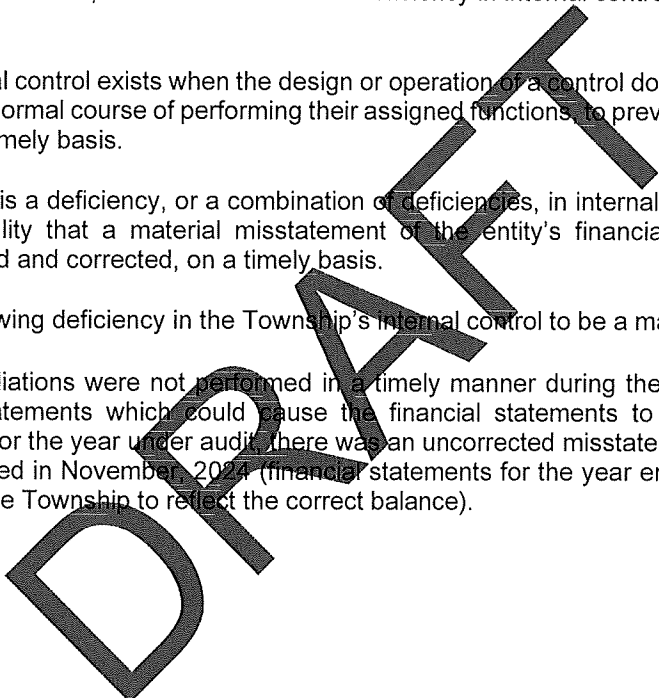 l control exists when the design or operation of a control do
ormal course of performing their assigned functions, to prev
mely basis.
is a deficiency, or a combination of deficiencies, in internal
lity that a material misstatement of the entity's financia
d and corrected, on a timely basis.
wing deficiency in the Township's internal control to be a ma
liations were not performed in a timely manner during the
atements which could cause the financial statements to
or the year under audit, there was an uncorrected misstate
ed in November, 2024 (financial statements for the year er
e Township to reflect the correct balance).
DRAFT